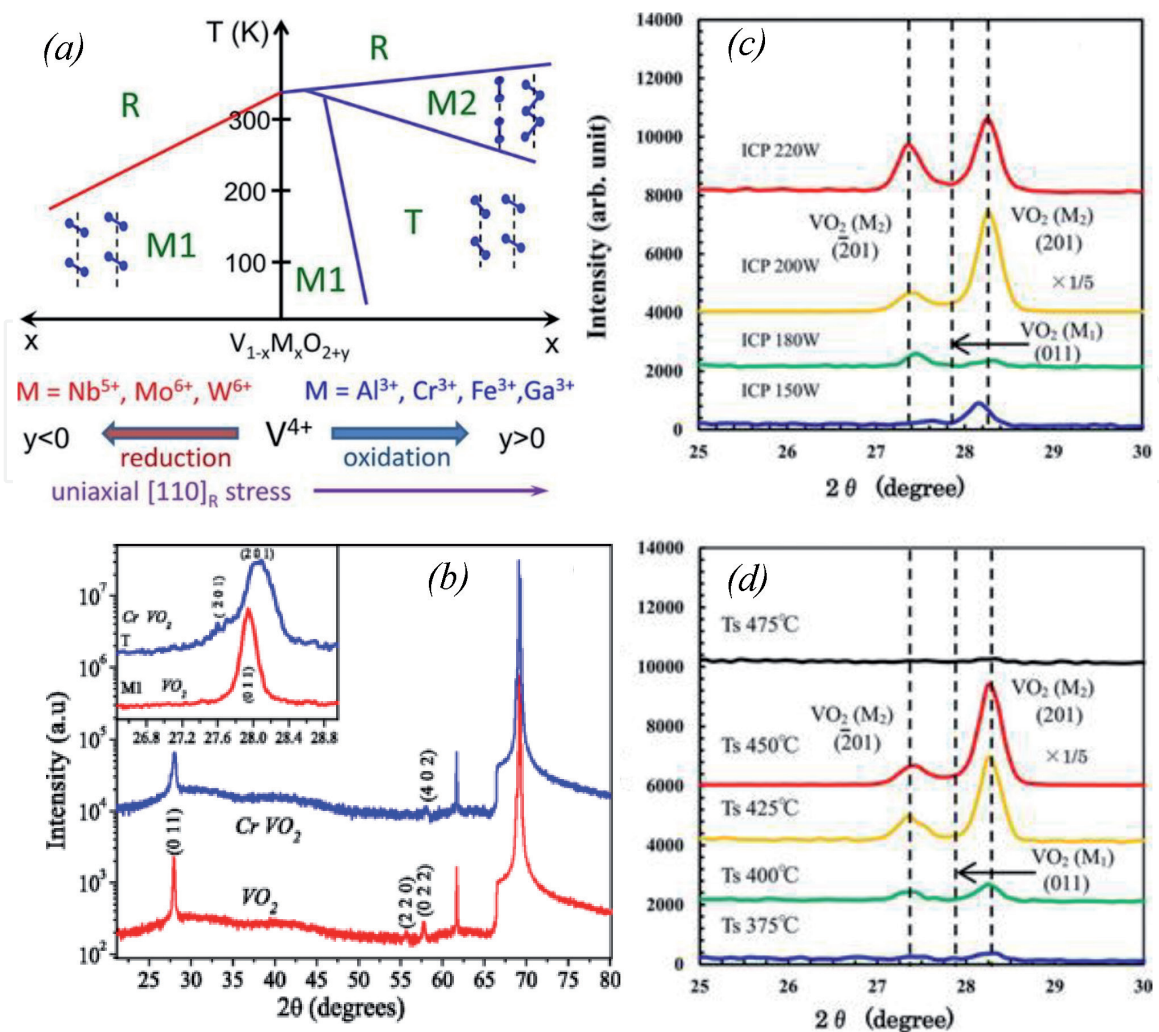 (a)
T (K)
R
R
M2
300
200
T
M1
100
M1
x
V1-xMxO2+y
x
M = Nb5+, Mo6+, W6+
M = Al3+, Cr3+, Fe3+,Ga3+
y<0
V4+
y>0
reduction
oxidation
uniaxial [110]R stress
(b)
Intensity (a.u)
10^7
10^6
10^5
10^4
10^3
10^2
(2 0 1)
(2̄ 0 1)
Cr VO2
T
M1 VO2
(0 1 1)
26.8 27.2 27.6 28.0 28.4 28.8
(4 0 2)
Cr VO2
(0 1 1)
(2 2 0)
(0 2 2)
VO2
25 30 35 40 45 50 55 60 65 70 75 80
2θ (degrees)
(c)
Intensity (arb. unit)
14000
12000
10000
8000
6000
4000
2000
0
ICP 220W
VO2 (M2)
(2̄01)
VO2 (M2)
(201)
ICP 200W
×1/5
ICP 180W
VO2 (M1)
(011)
ICP 150W
25 26 27 28 29 30
2 θ (degree)
(d)
14000
12000
10000
8000
6000
4000
2000
0
Ts 475℃
VO2 (M2)
(2̄01)
VO2 (M2)
(201)
Ts 450℃
×1/5
Ts 425℃
VO2 (M1)
(011)
Ts 400℃
Ts 375℃
25 26 27 28 29 30
2 θ (degree)